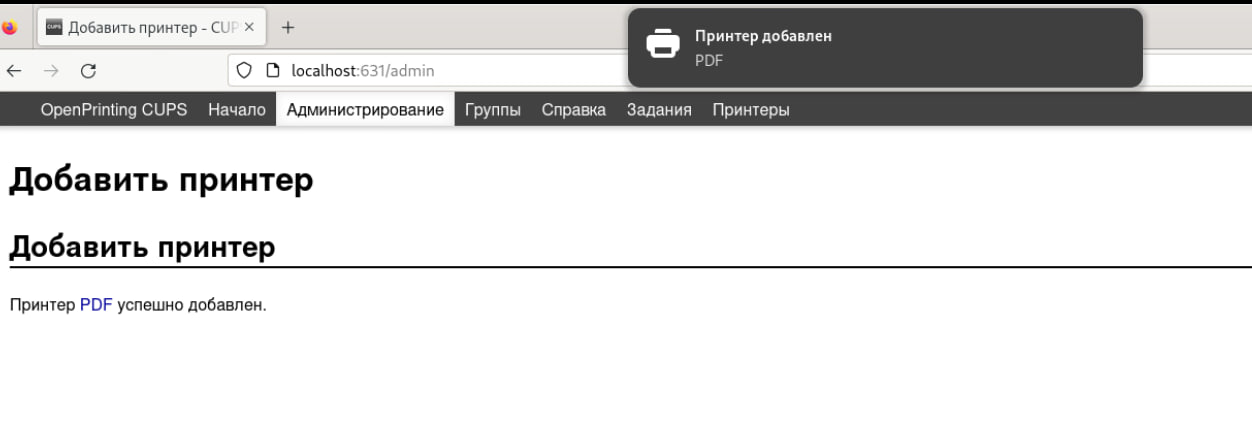 CUPS Добавить принтер - CUP
Принтер добавлен
PDF
localhost:631/admin
OpenPrinting CUPS Начало Администрирование Группы Справка Задания Принтеры
Добавить принтер
Добавить принтер
Принтер PDF успешно добавлен.